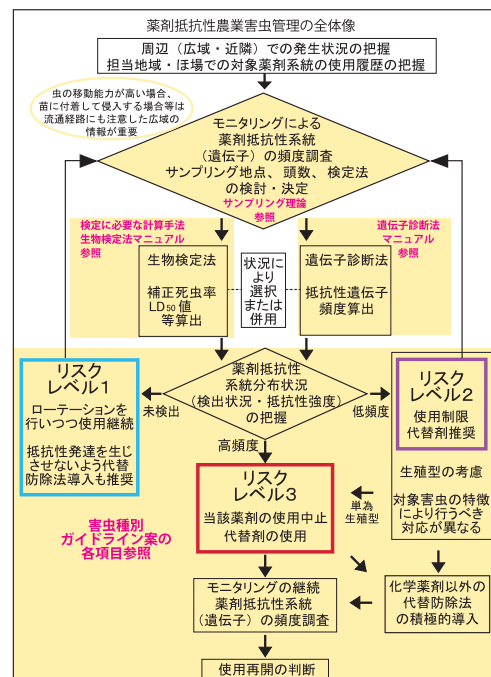 薬剤抵抗性農業害虫管理の全体像
周辺（広域・近隣）での発生状況の把握
担当地域・ほ場での対象薬剤系統の使用履歴の把握
虫の移動能力が高い場合、
苗に付着して侵入する場合等は
流通経路にも注意した広域の
情報が重要
モニタリングによる
薬剤抵抗性系統
（遺伝子）の頻度調査
サンプリング地点、頭数、検定法
の検討・決定
サンプリング理論
参照
検定に必要な計算手法
生物検定法マニュアル
参照
遺伝子診断法
マニュアル
参照
生物検定法
補正死虫率
LD50値
等算出
状況に
より
選択
または
併用
遺伝子診断法
抵抗性遺伝子
頻度算出
薬剤抵抗性
系統分布状況
（検出状況・抵抗性強度）
の把握
未検出
低頻度
高頻度
リスク
レベル1
ローテーションを
行いつつ使用継続
抵抗性発達を生じ
させないよう代替
防除法導入も推奨
リスク
レベル2
使用制限
代替剤推奨
生殖型の考慮
対象害虫の特徴
により行うべき
対応が異なる
リスク
レベル3
当該薬剤の使用中止
代替剤の使用
単為
生殖型
害虫種別
ガイドライン案の
各項目参照
モニタリングの継続
薬剤抵抗性系統
（遺伝子）の頻度調査
化学薬剤以外の
代替防除法
の積極的導入
使用再開の判断